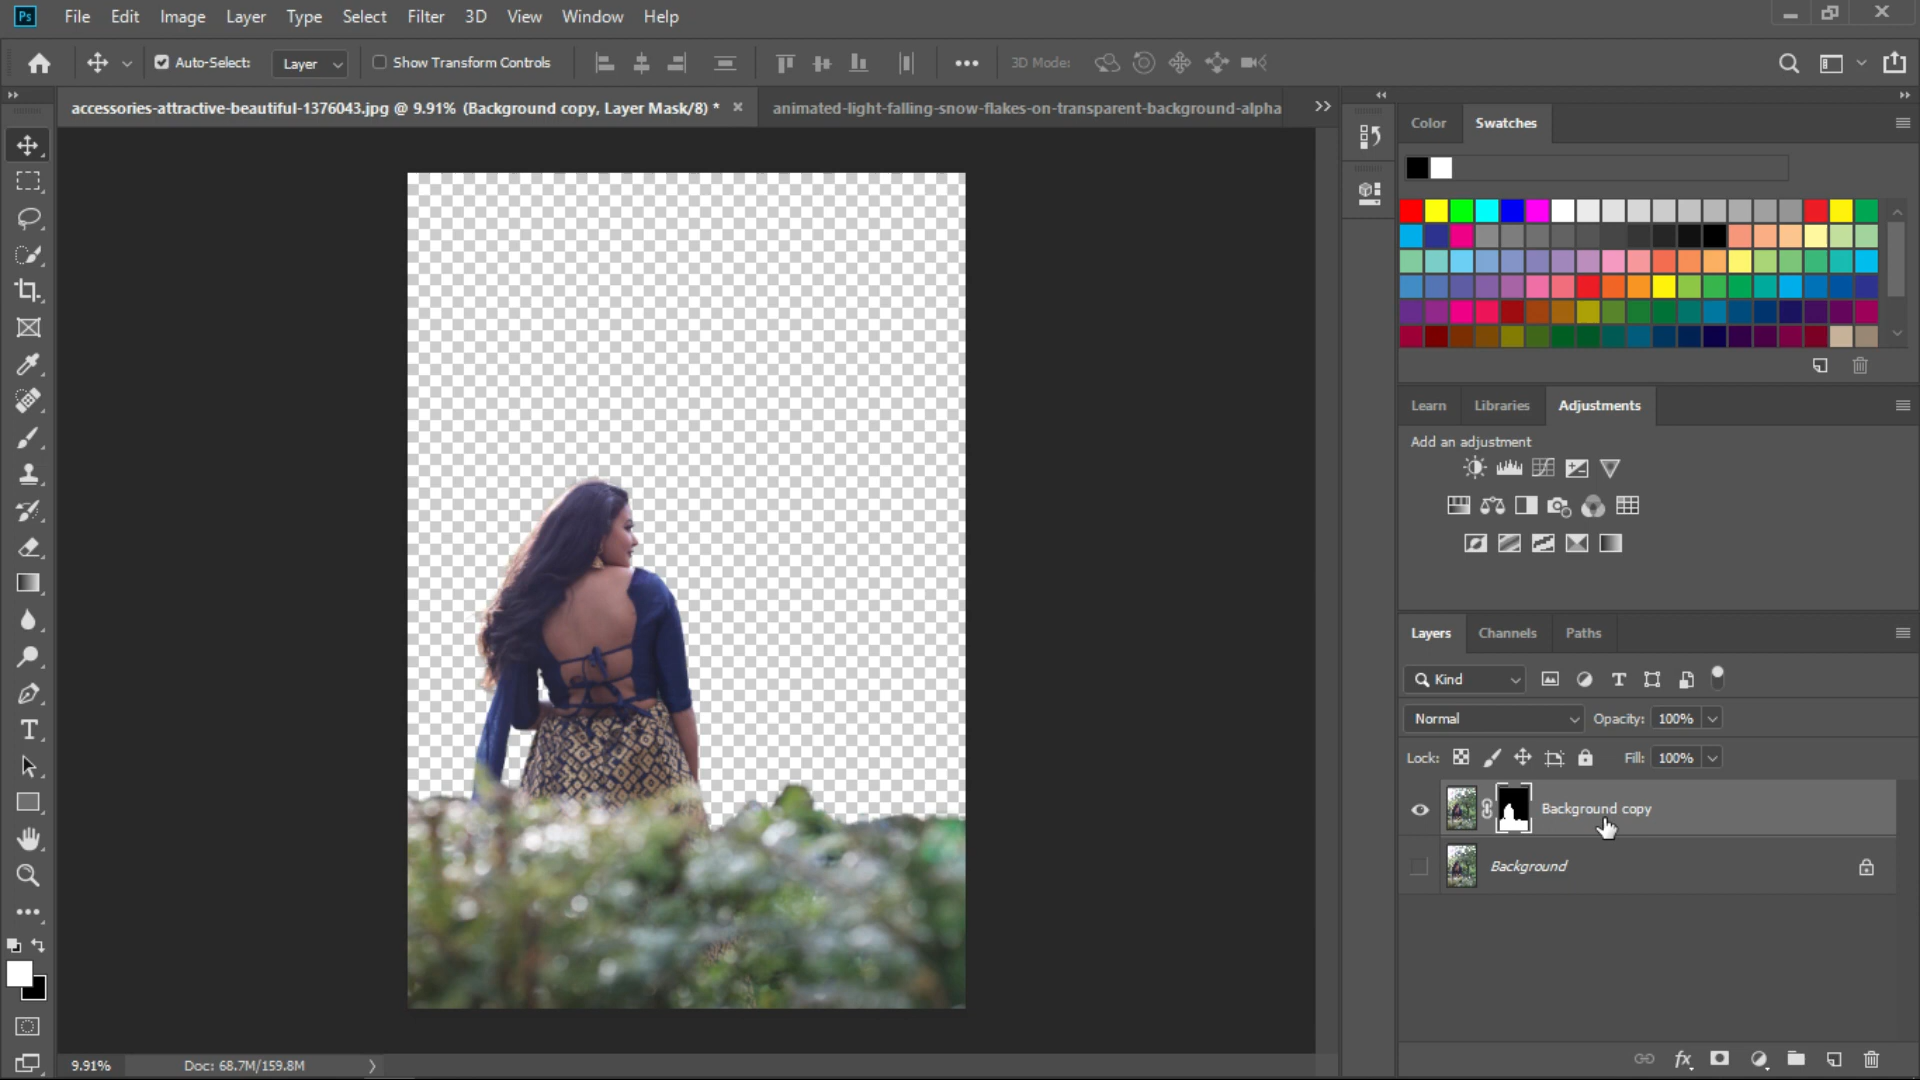 Ps File Edit Image Layer Type Select Filter 3D View Window Help
Auto-Select: Layer Show Transform Controls 3D Mode:
accessories-attractive-beautiful-1376043.jpg @ 9.91% (Background copy, Layer Mask/8) * animated-light-falling-snow-flakes-on-transparent-background-alpha
Color Swatches
Learn Libraries Adjustments
Add an adjustment
Layers Channels Paths
Kind
Normal Opacity: 100%
Lock: Fill: 100%
Background copy
Background
9.91% Doc: 68.7M/159.8M